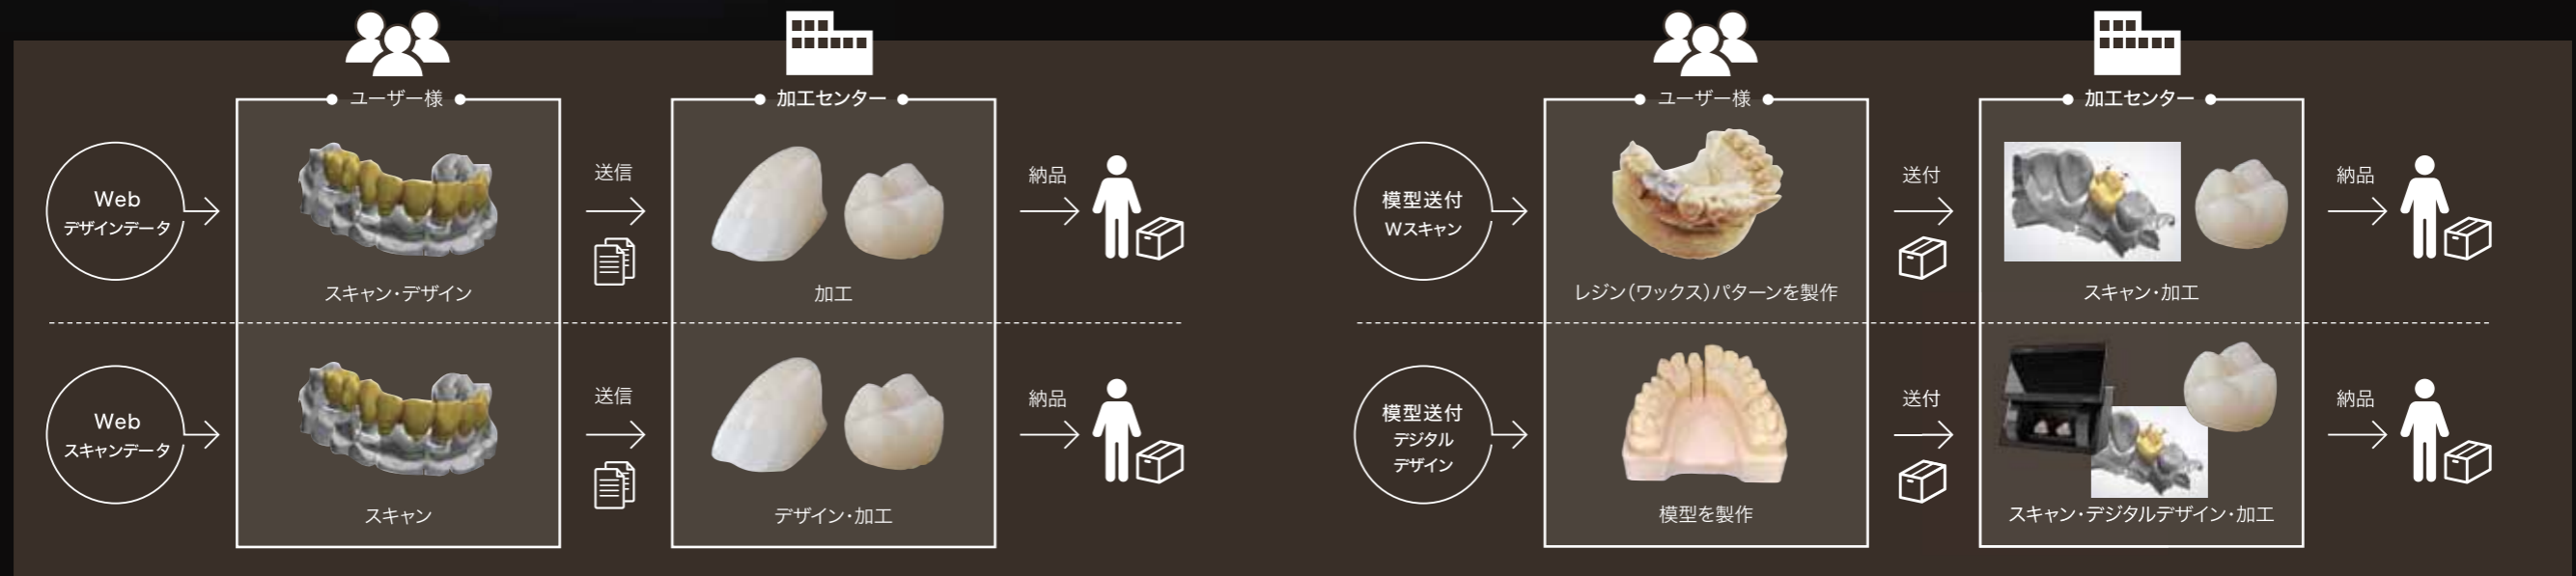 ユーザー様
加工センター
Web
デザインデータ
スキャン・デザイン
送信
加工
納品
Web
スキャンデータ
スキャン
送信
デザイン・加工
納品
ユーザー様
加工センター
模型送付
Wスキャン
レジン(ワックス)パターンを製作
送付
スキャン・加工
納品
模型送付
デジタル
デザイン
模型を製作
送付
スキャン・デジタルデザイン・加工
納品